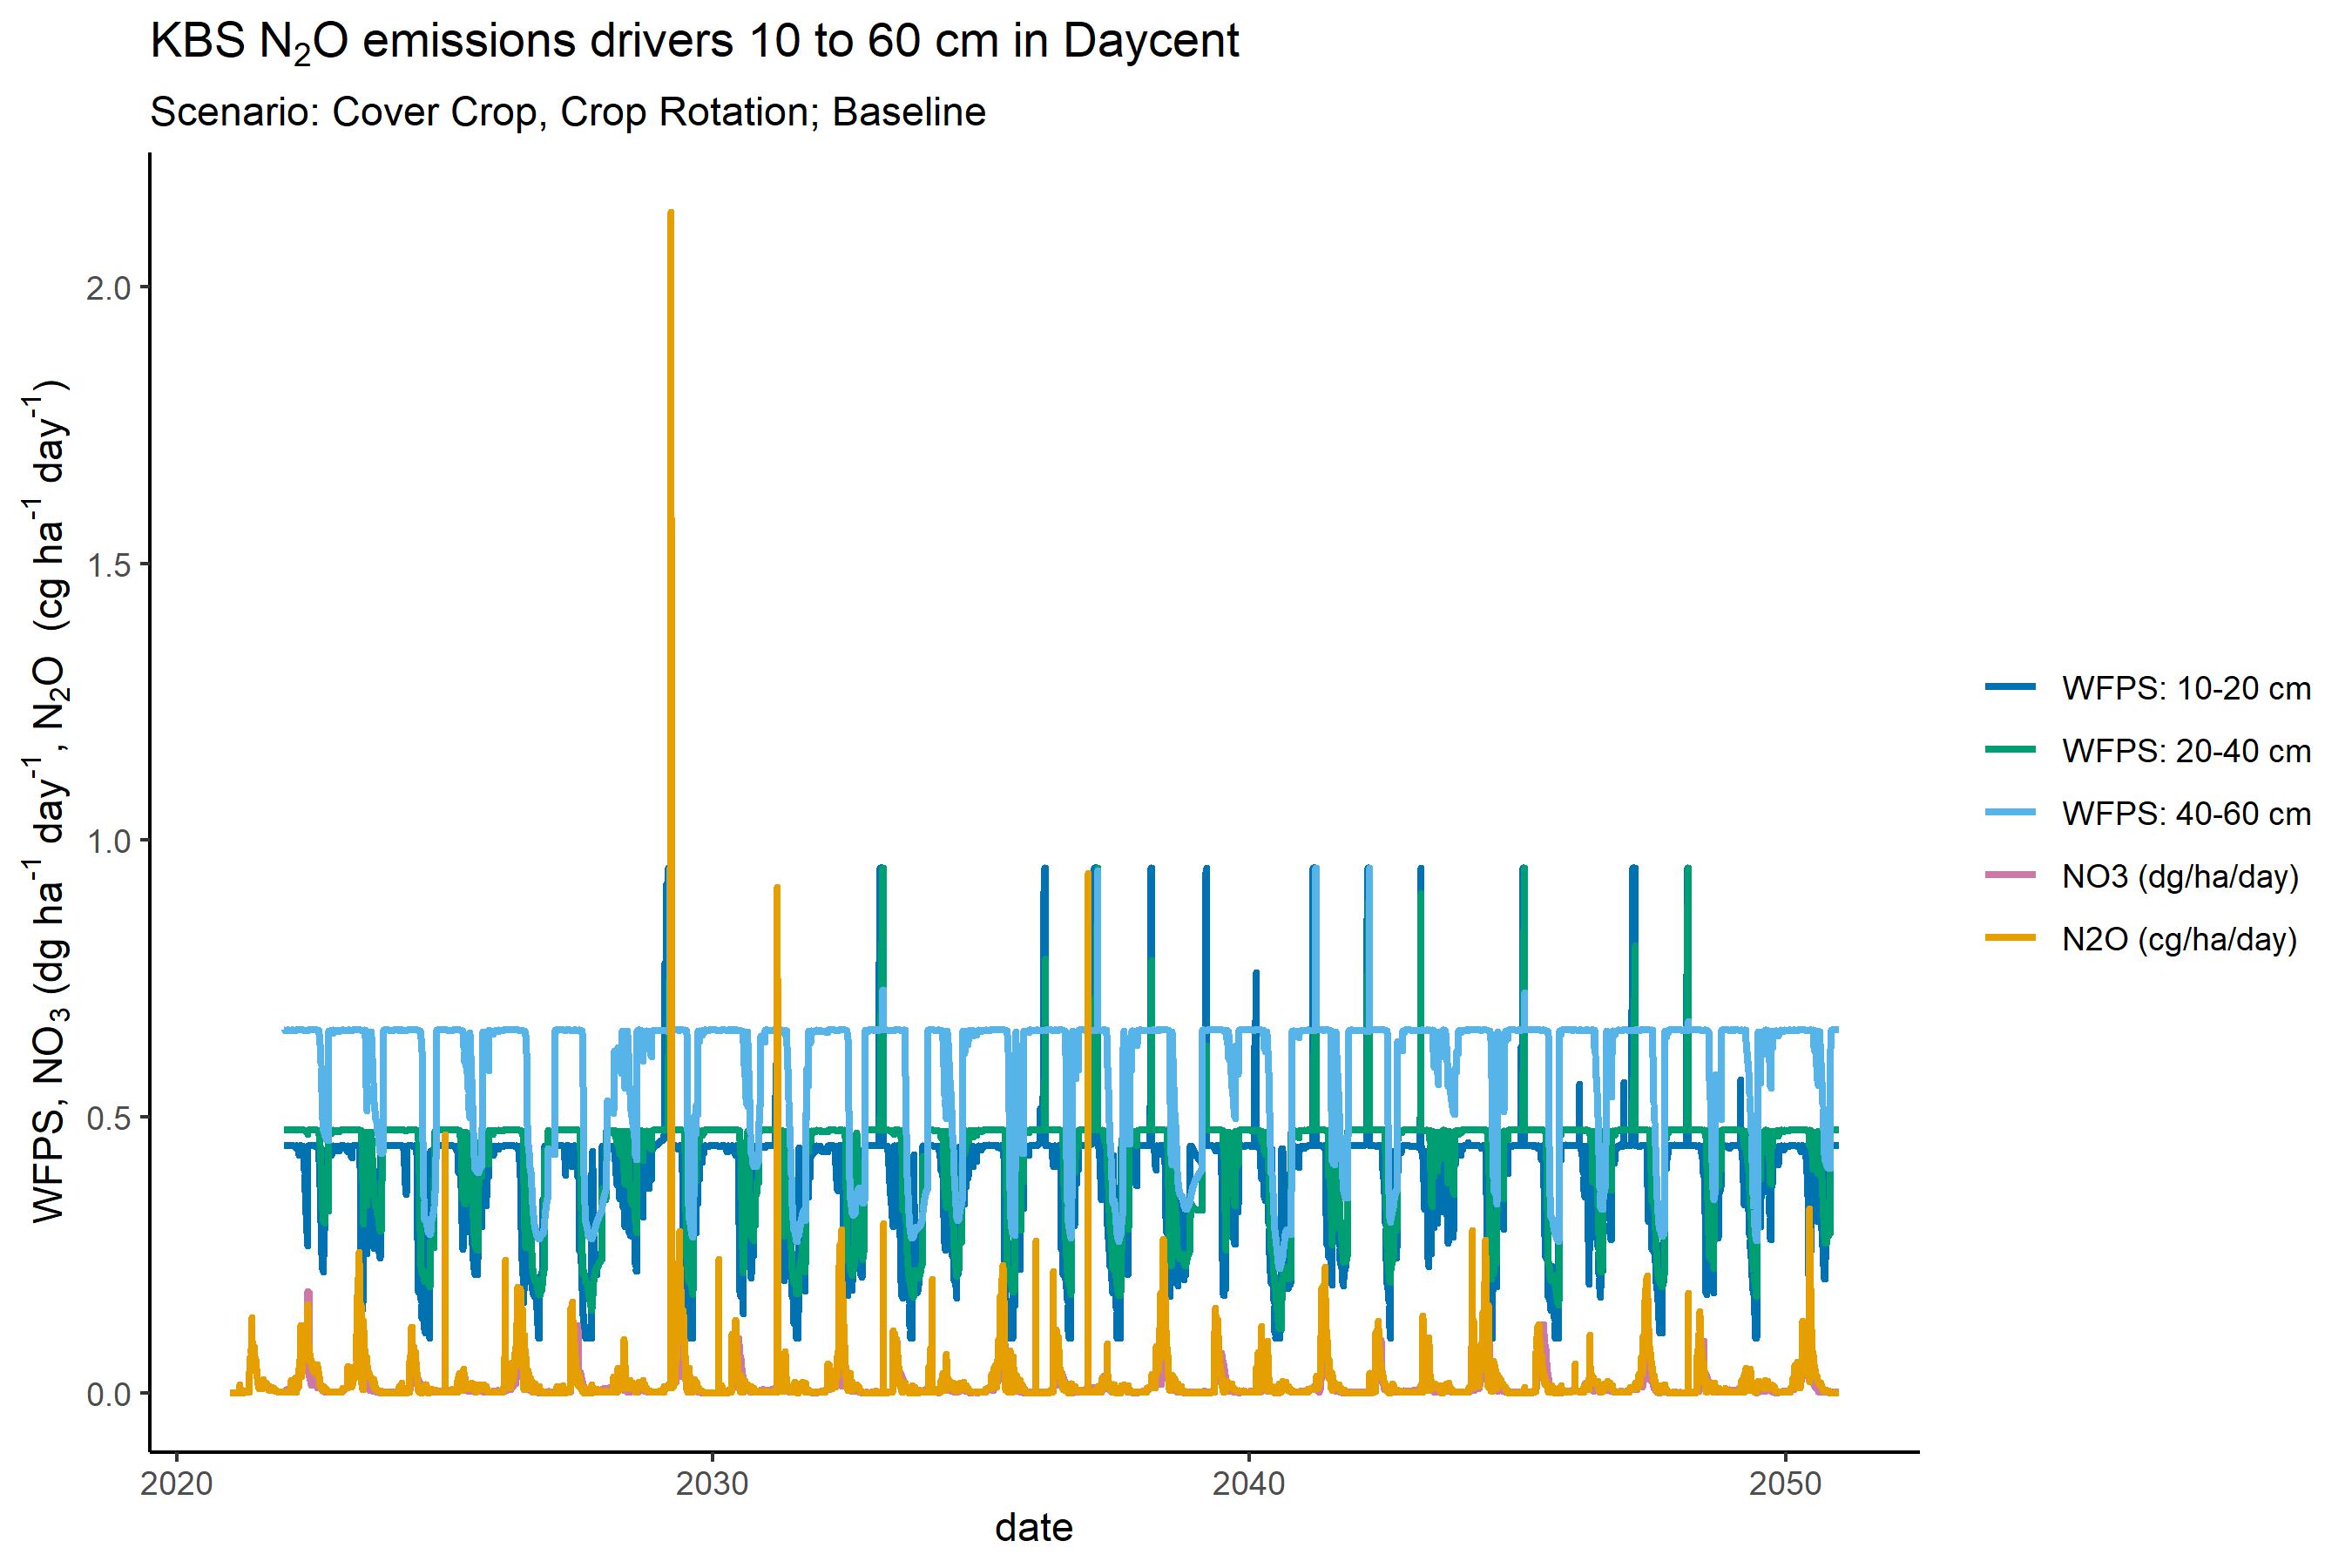 KBS N₂O emissions drivers 10 to 60 cm in Daycent
Scenario: Cover Crop, Crop Rotation; Baseline
WFPS, NO₃ (dg ha⁻¹ day⁻¹, N₂O (cg ha⁻¹ day⁻¹)
2.0
1.5
1.0
0.5
0.0
2020
2030
2040
2050
date
WFPS: 10-20 cm
WFPS: 20-40 cm
WFPS: 40-60 cm
NO3 (dg/ha/day)
N2O (cg/ha/day)